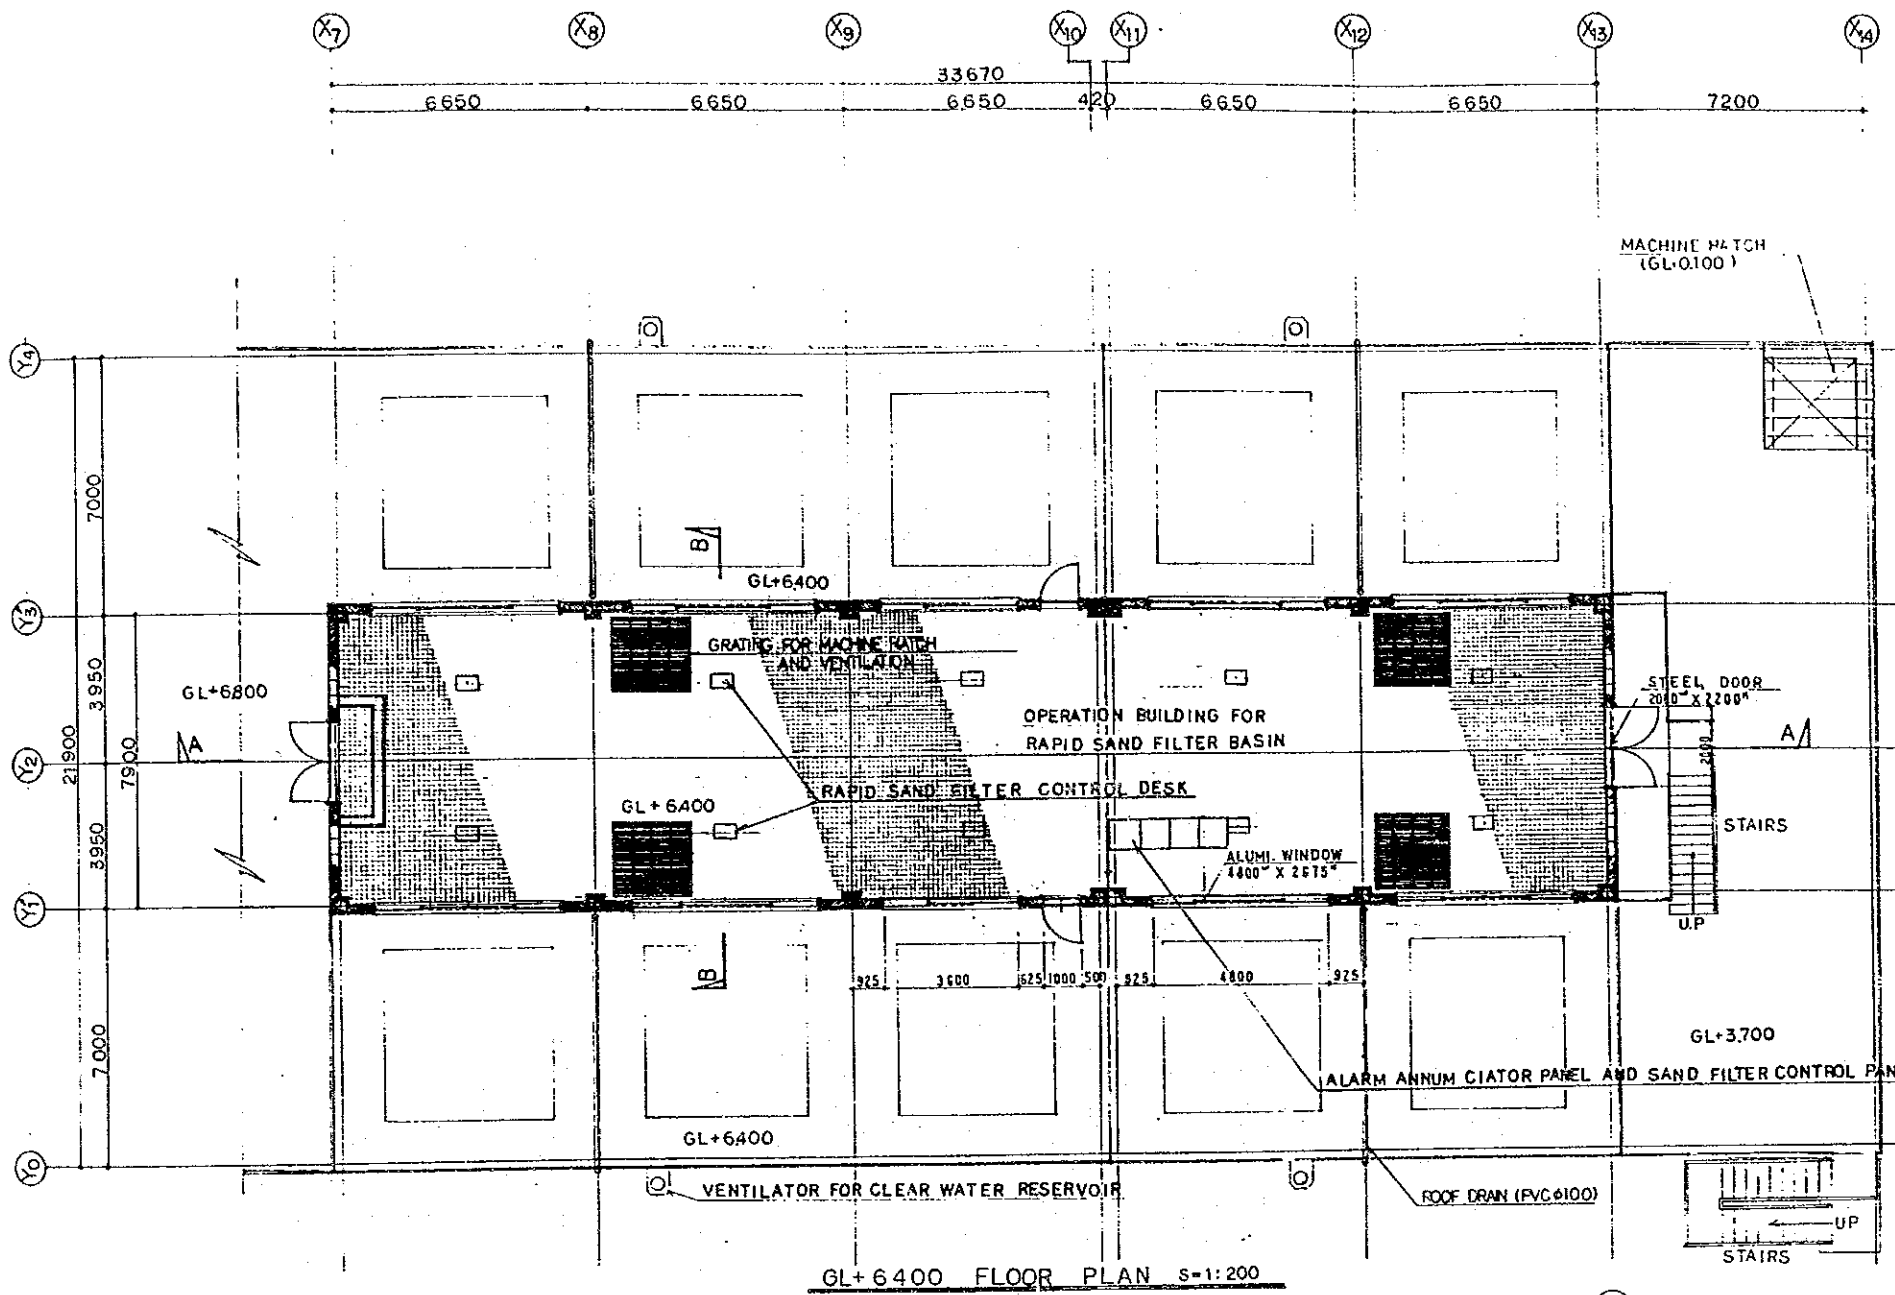 X7 X8 X9 X10 X11 X12 X13 X14
33670
6650 6650 6650 420 6650 6650 7200
MACHINE HATCH
(GL+0.100)
Y4
7000
B
GL+6400
Y3
GRATING FOR MACHINE HATCH
AND VENTILATION
GL+6800
3950
STEEL DOOR
OPERATION BUILDING FOR
RAPID SAND FILTER BASIN
A
A
21900
7900
Y2
2000
RAPID SAND FILTER CONTROL DESK
GL+6400
3950
STAIRS
ALUMI. WINDOW
Y1
UP
B
925 3600 625 1000 500 925 4800 925
7000
GL+3.700
ALARM ANNUM CIATOR PANEL AND SAND FILTER CONTROL PAN
GL+6400
Y0
VENTILATOR FOR CLEAR WATER RESERVOIR
ROOF DRAIN (PVCφ100)
UP
STAIRS
GL+6400 FLOOR PLAN S=1:200